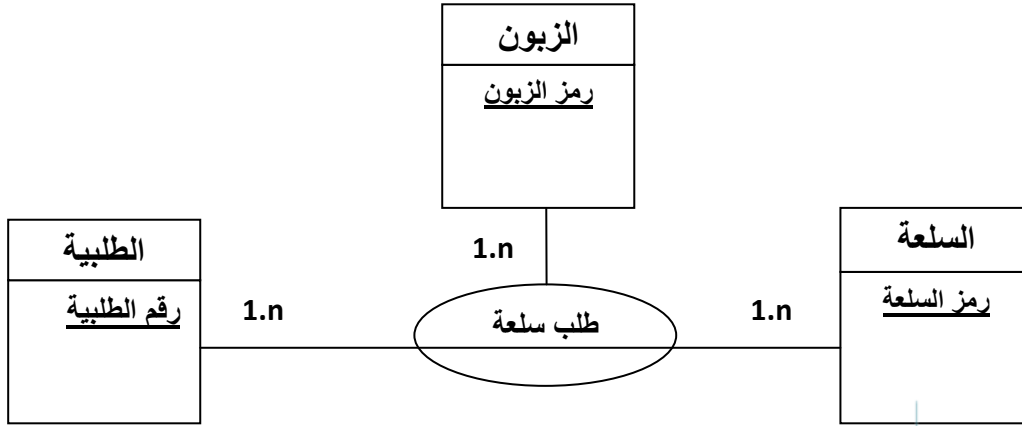 الزبون
رمز الزبون
السلعة
الطلبية
رمز السلعة
رقم الطلبية
1.n
1.n
1.n
طلب سلعة